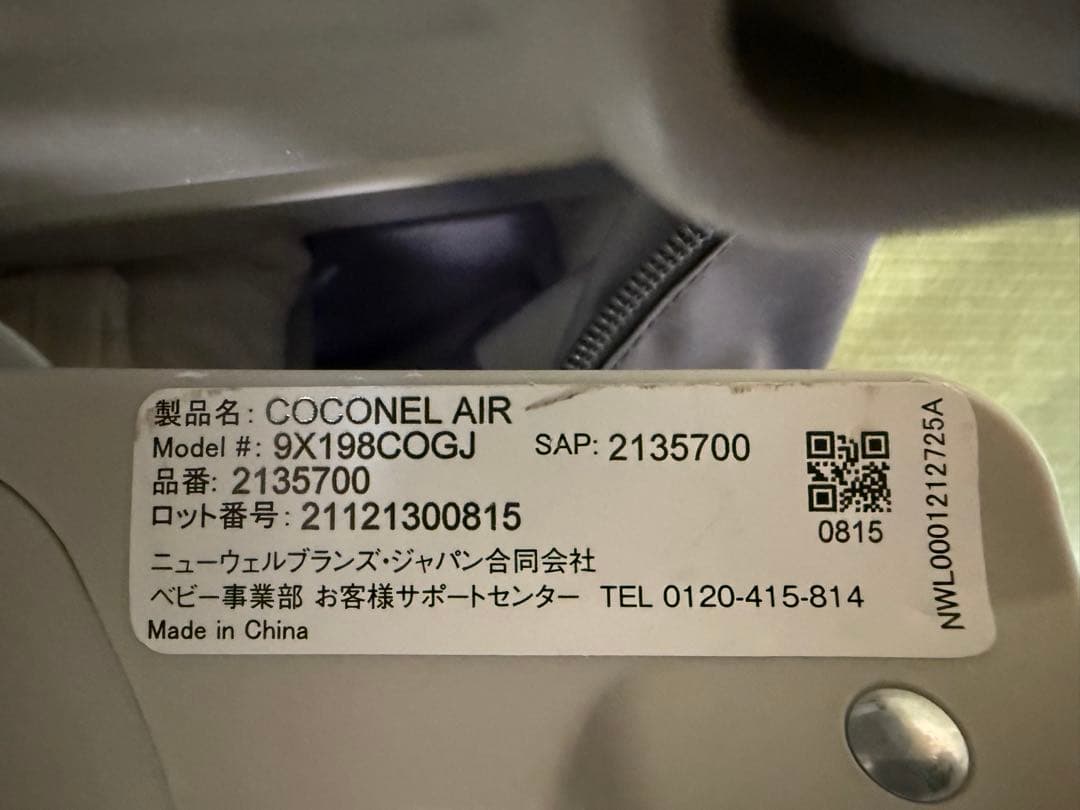 製品名: COCONEL AIR
Model #: 9X198COGJ SAP: 2135700
品番: 2135700
ロット番号: 21121300815
0815
ニューウェルブランズ・ジャパン合同会社
ベビー事業部 お客様サポートセンター TEL 0120-415-814
Made in China
NWL00012112725A